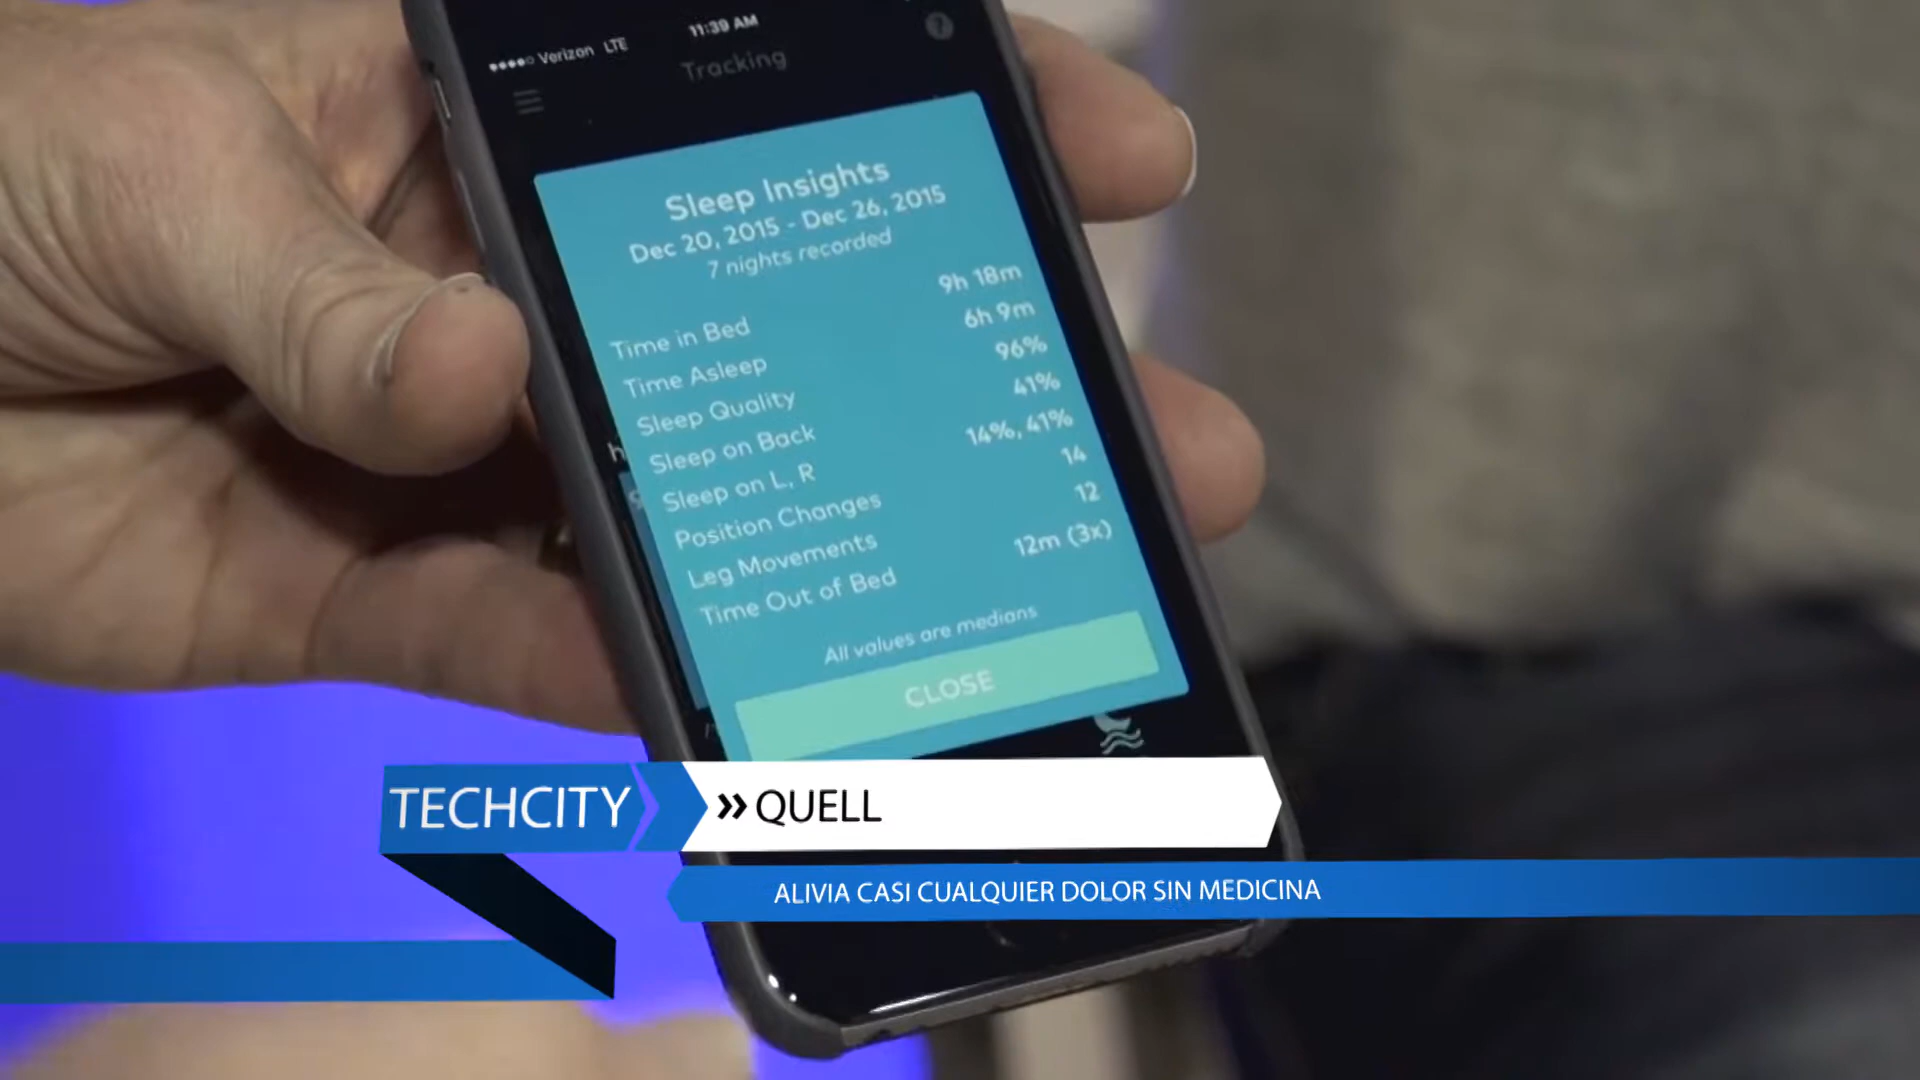 Verizon LTE 11:39 AM
Tracking
Sleep Insights
Dec 20, 2015 - Dec 26, 2015
7 nights recorded
Time in Bed 9h 18m
Time Asleep 6h 9m
Sleep Quality 96%
Sleep on Back 41%
Sleep on L, R 14%, 41%
Position Changes 14
Leg Movements 12
Time Out of Bed 12m (3x)
All values are medians
CLOSE
TECHCITY » QUELL
ALIVIA CASI CUALQUIER DOLOR SIN MEDICINA